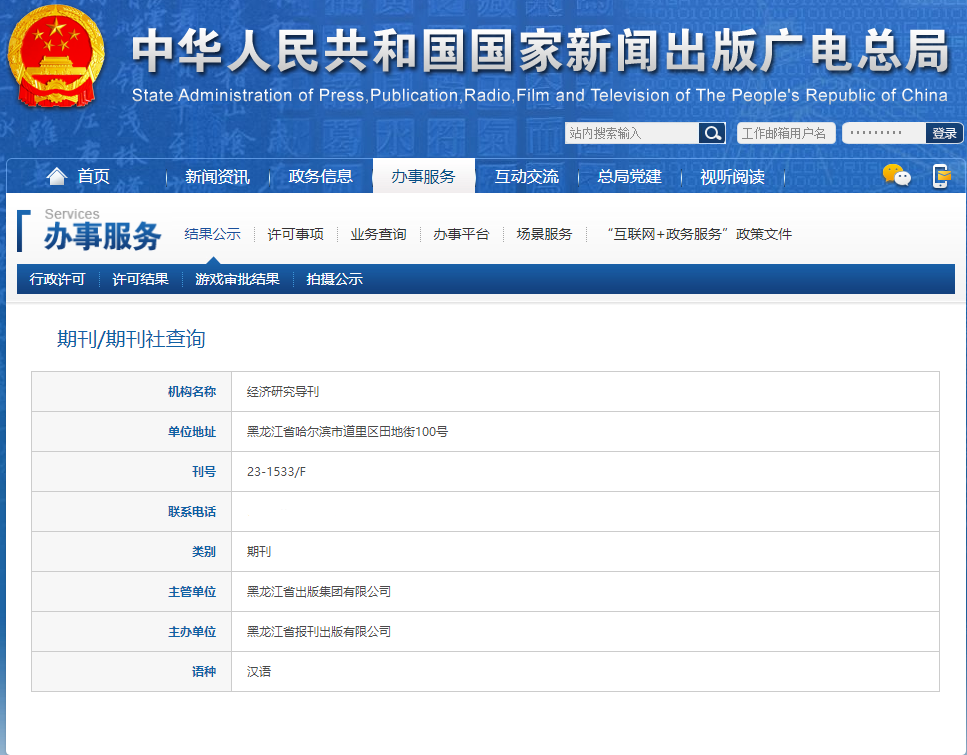 中华人民共和国国家新闻出版广电总局
State Administration of Press,Publication,Radio,Film and Television of The People's Republic of China
站内搜索输入 工作邮箱用户名 ········· 登录
首页 新闻资讯 政务信息 办事服务 互动交流 总局党建 视听阅读
Services
办事服务 结果公示 许可事项 业务查询 办事平台 场景服务 “互联网+政务服务”政策文件
行政许可 许可结果 游戏审批结果 拍摄公示
期刊/期刊社查询
机构名称 经济研究导刊
单位地址 黑龙江省哈尔滨市道里区田地街100号
刊号 23-1533/F
联系电话
类别 期刊
主管单位 黑龙江省出版集团有限公司
主办单位 黑龙江省报刊出版有限公司
语种 汉语